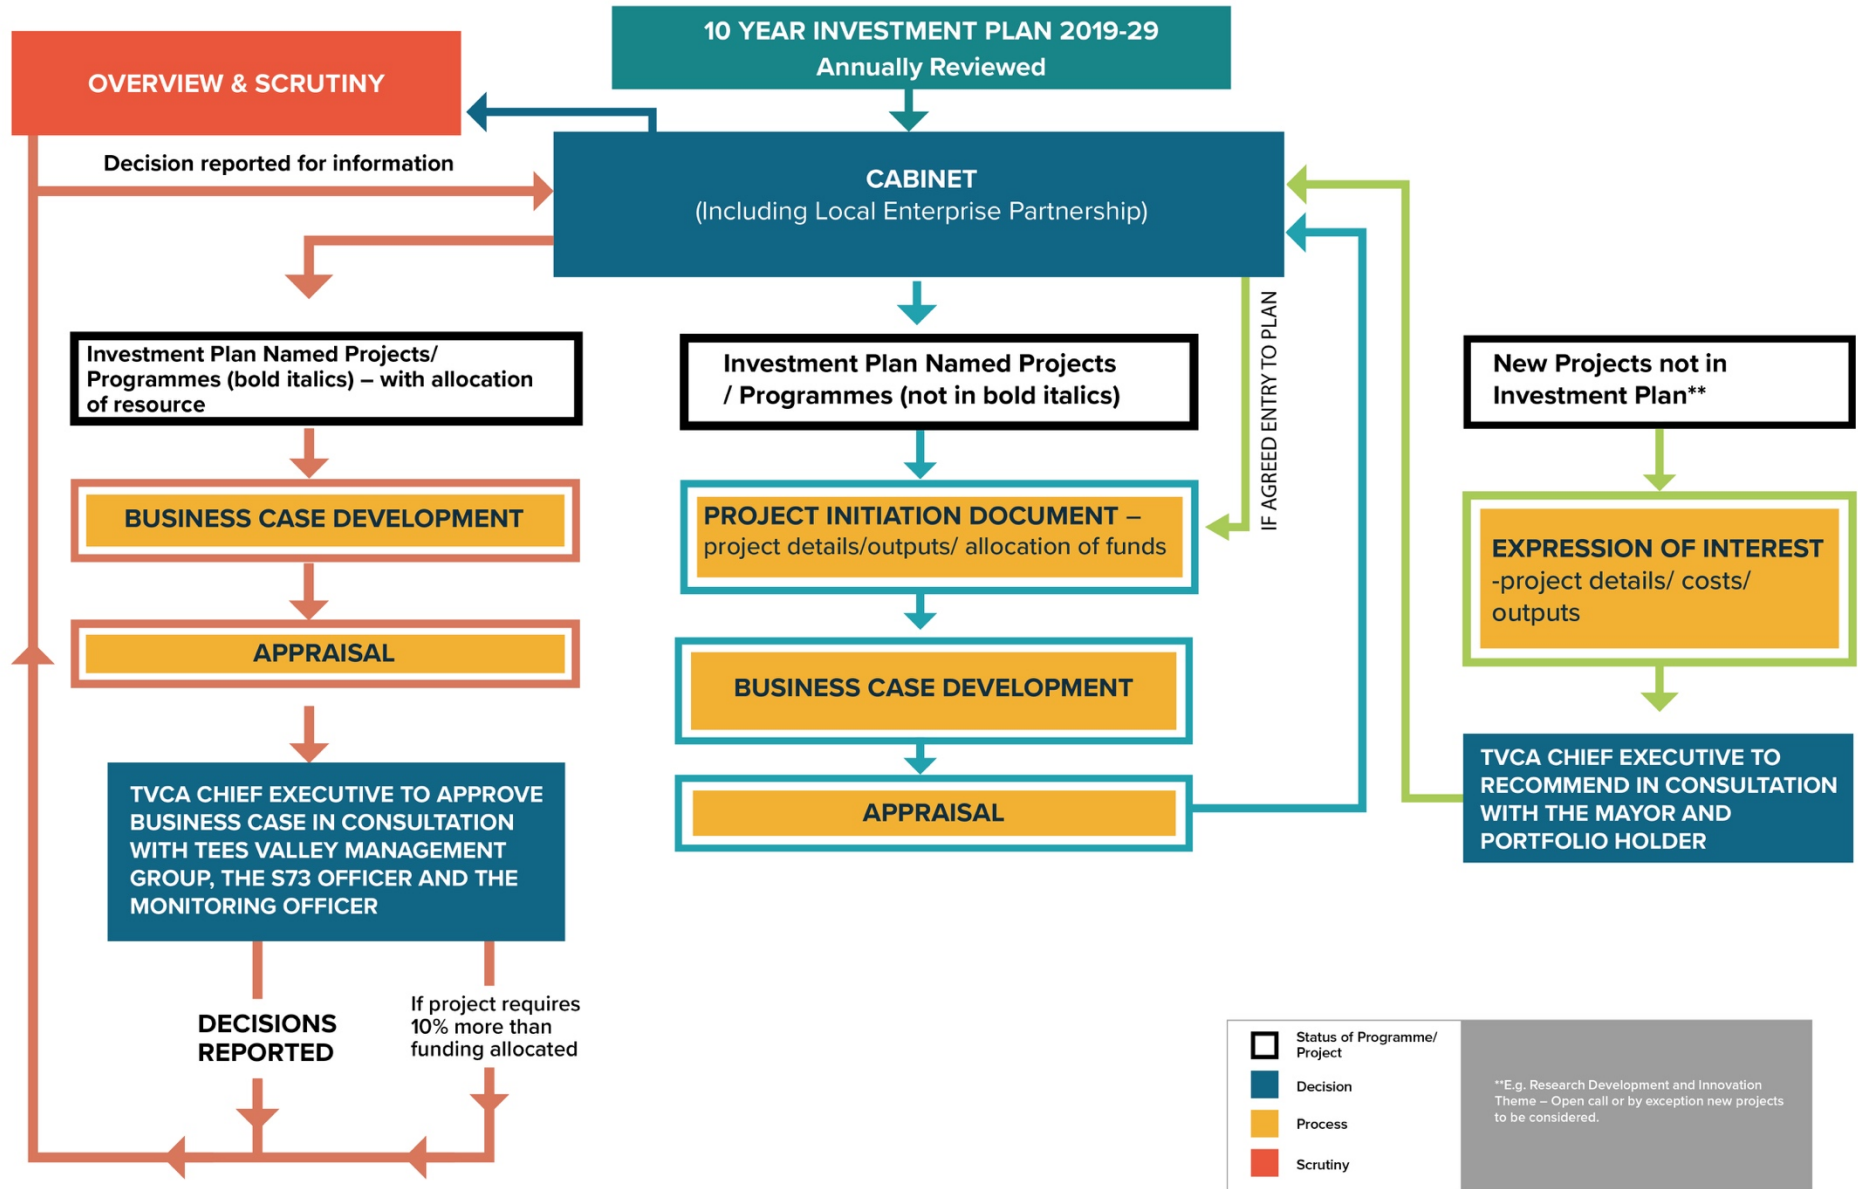 10 YEAR INVESTMENT PLAN 2019-29
Annually Reviewed
OVERVIEW & SCRUTINY
Decision reported for information
CABINET
(Including Local Enterprise Partnership)
IF AGREED ENTRY TO PLAN
Investment Plan Named Projects/
Programmes (bold italics) – with allocation
of resource
BUSINESS CASE DEVELOPMENT
APPRAISAL
TVCA CHIEF EXECUTIVE TO APPROVE
BUSINESS CASE IN CONSULTATION
WITH TEES VALLEY MANAGEMENT
GROUP, THE S73 OFFICER AND THE
MONITORING OFFICER
DECISIONS
REPORTED
If project requires
10% more than
funding allocated
Investment Plan Named Projects
/ Programmes (not in bold italics)
PROJECT INITIATION DOCUMENT –
project details/outputs/ allocation of funds
BUSINESS CASE DEVELOPMENT
APPRAISAL
New Projects not in
Investment Plan**
EXPRESSION OF INTEREST
-project details/ costs/
outputs
TVCA CHIEF EXECUTIVE TO
RECOMMEND IN CONSULTATION
WITH THE MAYOR AND
PORTFOLIO HOLDER
Status of Programme/
Project
Decision
Process
Scrutiny
**E.g. Research Development and Innovation
Theme – Open call or by exception new projects
to be considered.